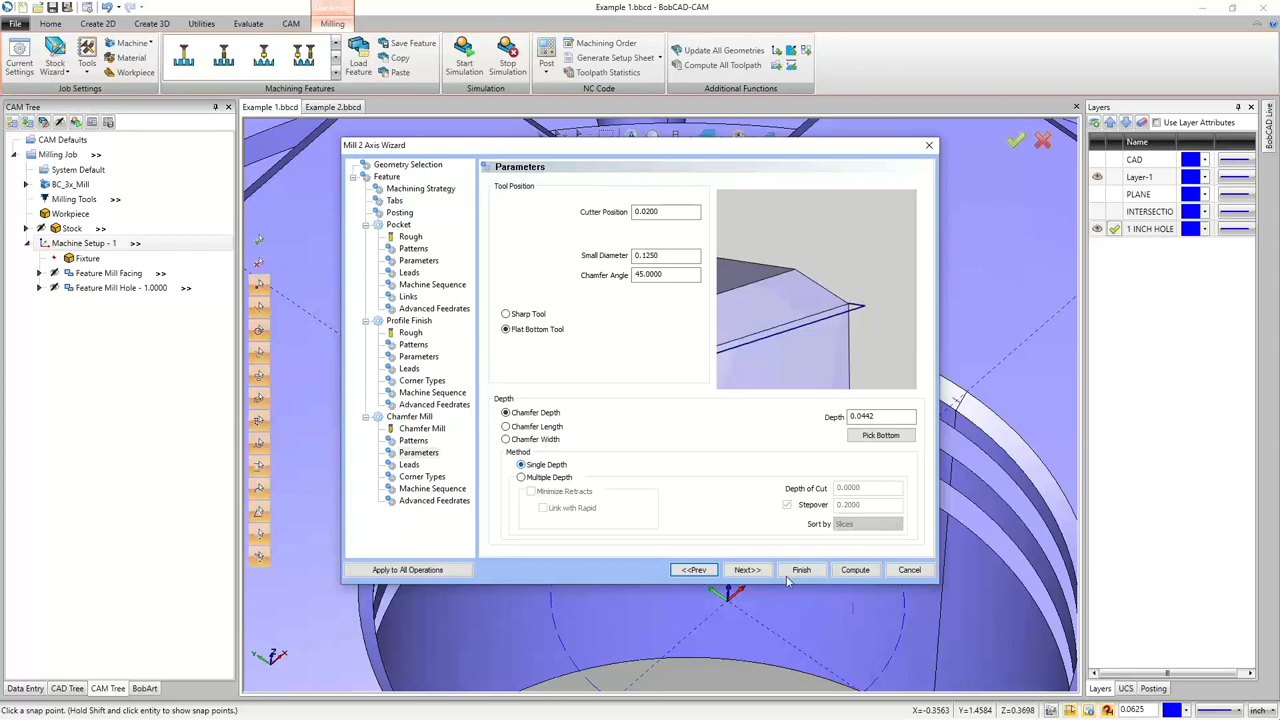 Example 1.bbcd - BobCAD-CAM
File Home Create 2D Create 3D Utilities Evaluate CAM Milling
Current Settings
Stock Wizard
Tools
Machine
Material
Workpiece
Load Feature
Save Feature
Copy
Paste
Start Simulation
Stop Simulation
Post
Machining Order
Generate Setup Sheet
Toolpath Statistics
Update All Geometries
Compute All Toolpath
Job Settings Machining Features Simulation NC Code Additional Functions
CAM Tree
Example 1.bbcd Example 2.bbcd
CAM Defaults
Milling Job >>
System Default
BC_3x_Mill
Milling Tools >>
Workpiece
Stock >>
Machine Setup - 1 >>
Fixture
Feature Mill Facing >>
Feature Mill Hole - 1.0000 >>
Mill 2 Axis Wizard
Geometry Selection
Feature
Machining Strategy
Tabs
Posting
Pocket
Rough
Patterns
Parameters
Leads
Machine Sequence
Links
Advanced Feedrates
Profile Finish
Rough
Patterns
Parameters
Leads
Corner Types
Machine Sequence
Advanced Feedrates
Chamfer Mill
Chamfer Mill
Patterns
Parameters
Leads
Corner Types
Machine Sequence
Advanced Feedrates
Parameters
Tool Position
Cutter Position 0.0200
Small Diameter 0.1250
Chamfer Angle 45.0000
Sharp Tool
Flat Bottom Tool
Depth
Chamfer Depth
Chamfer Length
Chamfer Width
Depth 0.0442
Pick Bottom
Method
Single Depth
Multiple Depth
Minimize Retracts
Link with Rapid
Depth of Cut 0.0000
Stepover 0.2000
Sort by Slices
Apply to All Operations <<Prev Next>> Finish Compute Cancel
Layers
Use Layer Attributes
Name
CAD
Layer-1
PLANE
INTERSECTIO
1 INCH HOLE
BobCAD Live
Y Z X
Data Entry CAD Tree CAM Tree BobArt
Layers UCS Posting
Click a snap point. (Hold Shift and click entity to show snap points.)
X=-0.3563 Y=1.4584 Z=0.3698 0.0625 inch